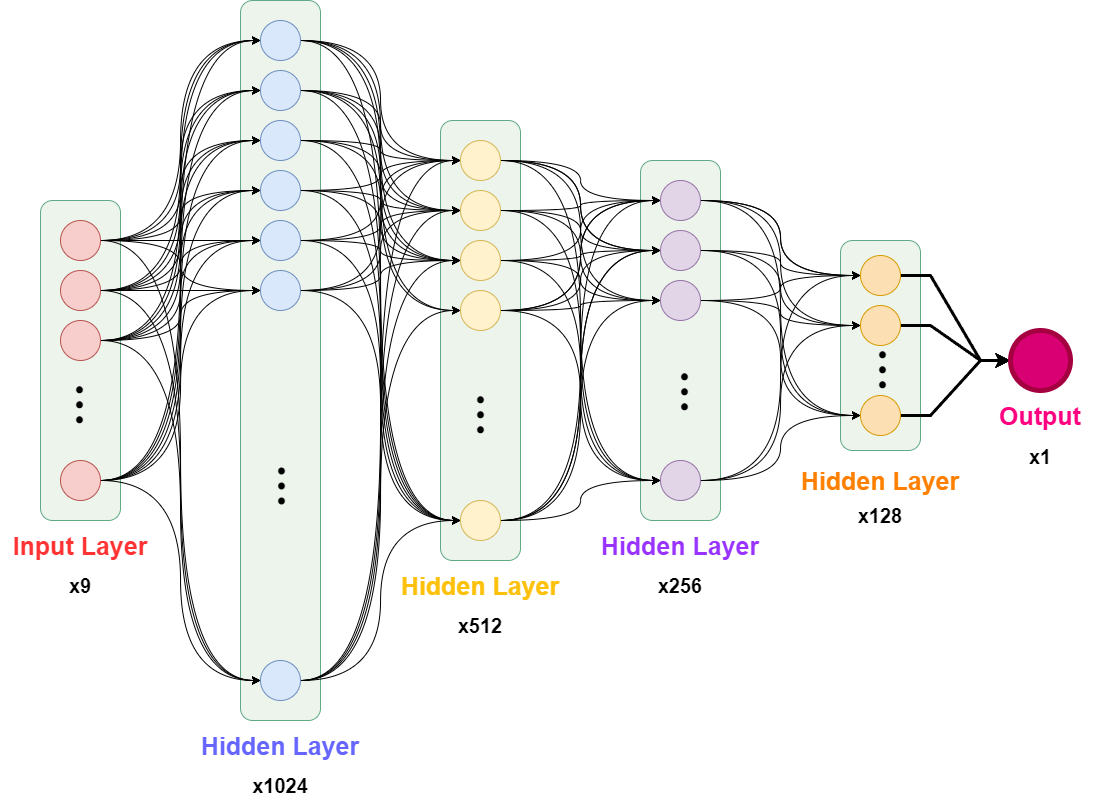 Input Layer
x9
Hidden Layer
x1024
Hidden Layer
x512
Hidden Layer
x256
Hidden Layer
x128
Output
x1